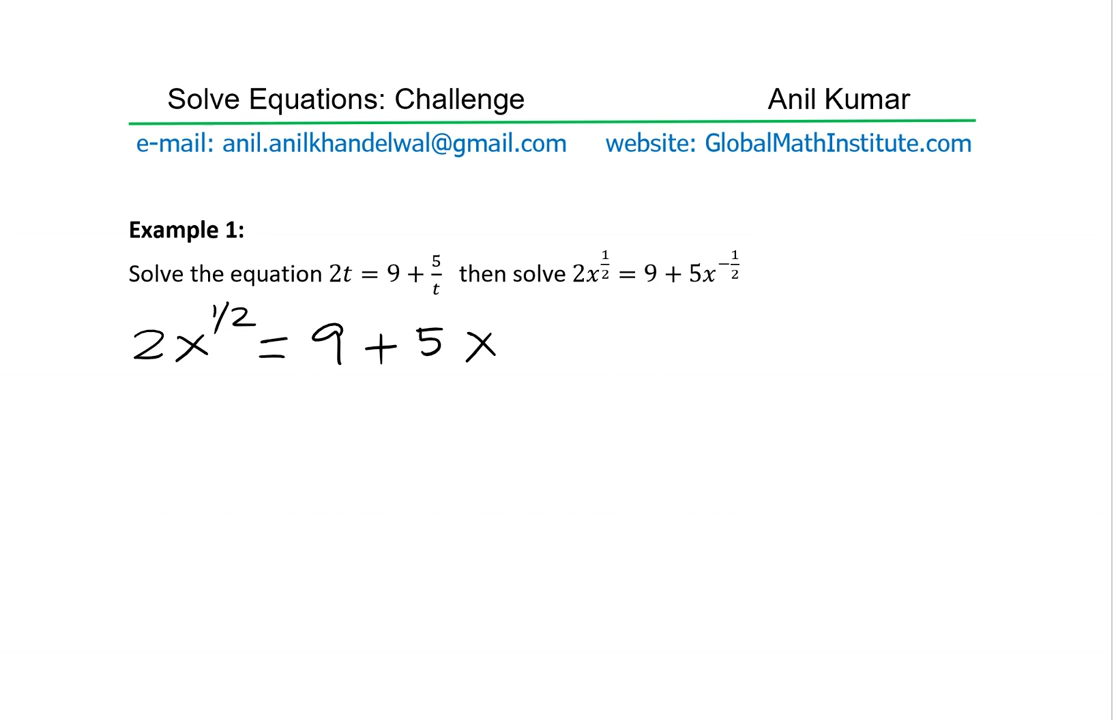 Solve Equations: Challenge Anil Kumar
e-mail: anil.anilkhandelwal@gmail.com website: GlobalMathInstitute.com
Example 1:
Solve the equation 2t = 9 + 5/t then solve 2x^(1/2) = 9 + 5x^(-1/2)
2x^(1/2) = 9 + 5 x